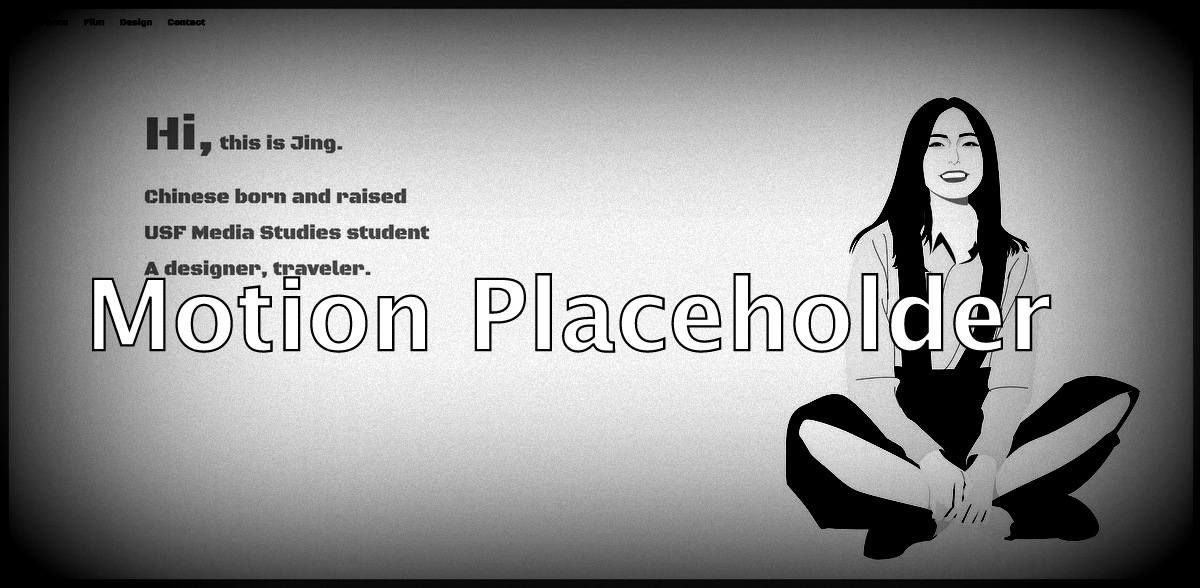 Film Design Contact
Hi, this is Jing.
Chinese born and raised
USF Media Studies student
A designer, traveler.
Motion Placeholder